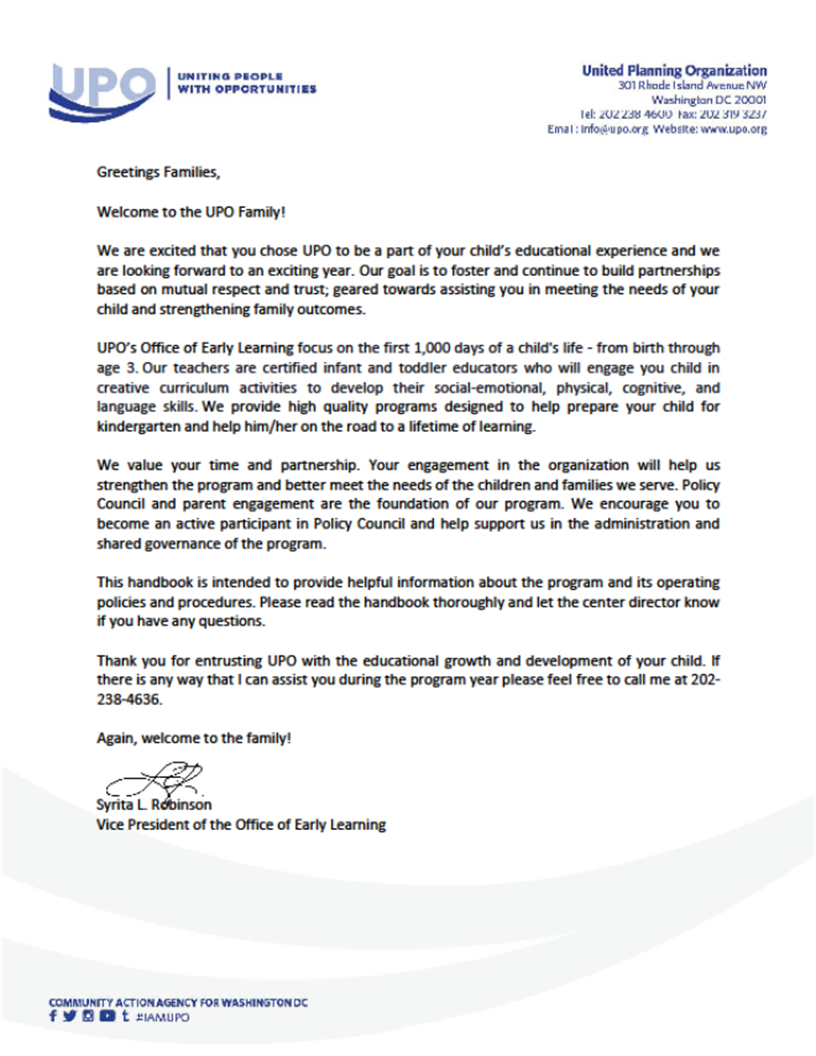 UPO
UNITING PEOPLE
WITH OPPORTUNITIES
United Planning Organization
301 Rhode Island Avenue NW
Washington DC 20001
Tel: 202 238 4600 Fax: 202 319 3237
Email: info@upo.org Website: www.upo.org
Greetings Families,
Welcome to the UPO Family!
We are excited that you chose UPO to be a part of your child’s educational experience and we
are looking forward to an exciting year. Our goal is to foster and continue to build partnerships
based on mutual respect and trust; geared towards assisting you in meeting the needs of your
child and strengthening family outcomes.
UPO’s Office of Early Learning focus on the first 1,000 days of a child's life - from birth through
age 3. Our teachers are certified infant and toddler educators who will engage you child in
creative curriculum activities to develop their social-emotional, physical, cognitive, and
language skills. We provide high quality programs designed to help prepare your child for
kindergarten and help him/her on the road to a lifetime of learning.
We value your time and partnership. Your engagement in the organization will help us
strengthen the program and better meet the needs of the children and families we serve. Policy
Council and parent engagement are the foundation of our program. We encourage you to
become an active participant in Policy Council and help support us in the administration and
shared governance of the program.
This handbook is intended to provide helpful information about the program and its operating
policies and procedures. Please read the handbook thoroughly and let the center director know
if you have any questions.
Thank you for entrusting UPO with the educational growth and development of your child. If
there is any way that I can assist you during the program year please feel free to call me at 202-
238-4636.
Again, welcome to the family!
Syrita L. Robinson
Vice President of the Office of Early Learning
COMMUNITY ACTION AGENCY FOR WASHINGTON DC
#IAMUPO